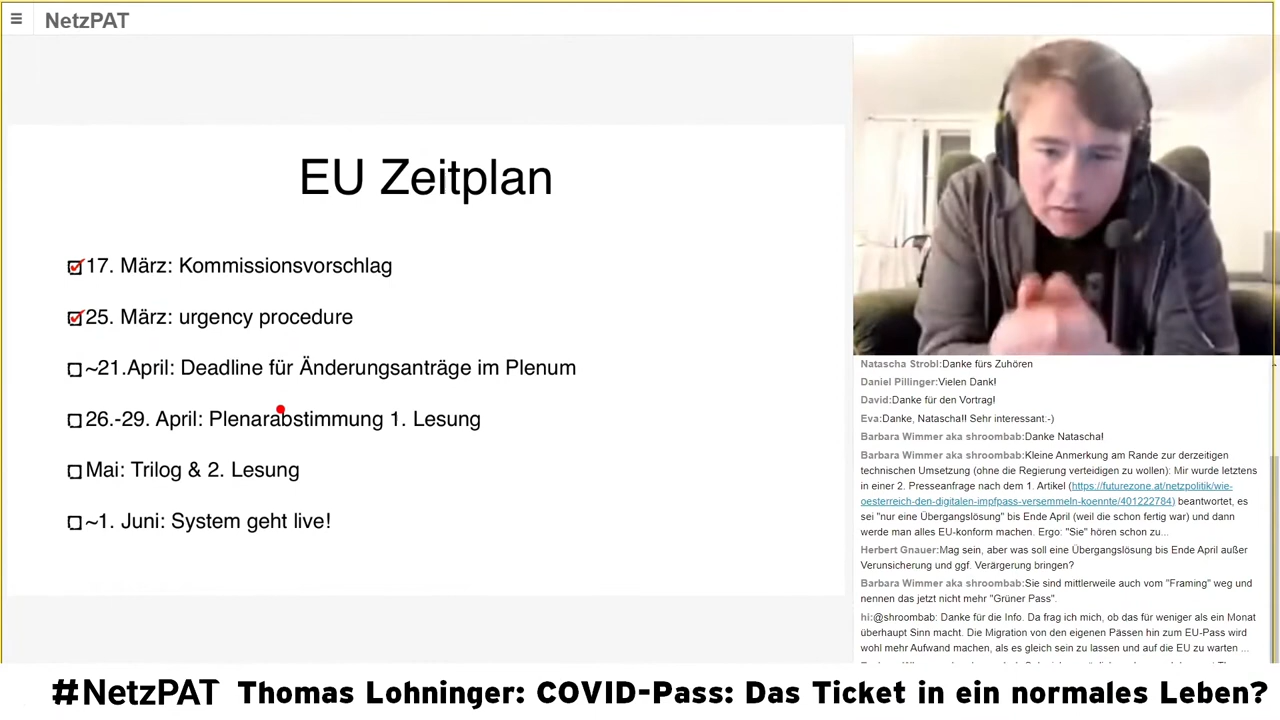 NetzPAT
EU Zeitplan
17. März: Kommissionsvorschlag
25. März: urgency procedure
~21.April: Deadline für Änderungsanträge im Plenum
26.-29. April: Plenarabstimmung 1. Lesung
Mai: Trilog & 2. Lesung
~1. Juni: System geht live!
Natascha Strobl:Danke fürs Zuhören
Daniel Pillinger:Vielen Dank!
David:Danke für den Vortrag!
Eva:Danke, Natascha!! Sehr interessant:-)
Barbara Wimmer aka shroombab:Danke Natascha!
Barbara Wimmer aka shroombab:Kleine Anmerkung am Rande zur derzeitigen
technischen Umsetzung (ohne die Regierung verteidigen zu wollen): Mir wurde letztens
in einer 2. Presseanfrage nach dem 1. Artikel (https://futurezone.at/netzpolitik/wie-
oesterreich-den-digitalen-impfpass-versemmeln-koennte/401222784) beantwortet, es
sei "nur eine Übergangslösung" bis Ende April (weil die schon fertig war) und dann
werde man alles EU-konform machen. Ergo: "Sie" hören schon zu...
Herbert Gnauer:Mag sein, aber was soll eine Übergangslösung bis Ende April außer
Verunsicherung und ggf. Verärgerung bringen?
Barbara Wimmer aka shroombab:Sie sind mittlerweile auch vom "Framing" weg und
nennen das jetzt nicht mehr "Grüner Pass".
hi:@shroombab: Danke für die Info. Da frag ich mich, ob das für weniger als ein Monat
überhaupt Sinn macht. Die Migration von den eigenen Pässen hin zum EU-Pass wird
wohl mehr Aufwand machen, als es gleich sein zu lassen und auf die EU zu warten ...
#NetzPAT Thomas Lohninger: COVID-Pass: Das Ticket in ein normales Leben?